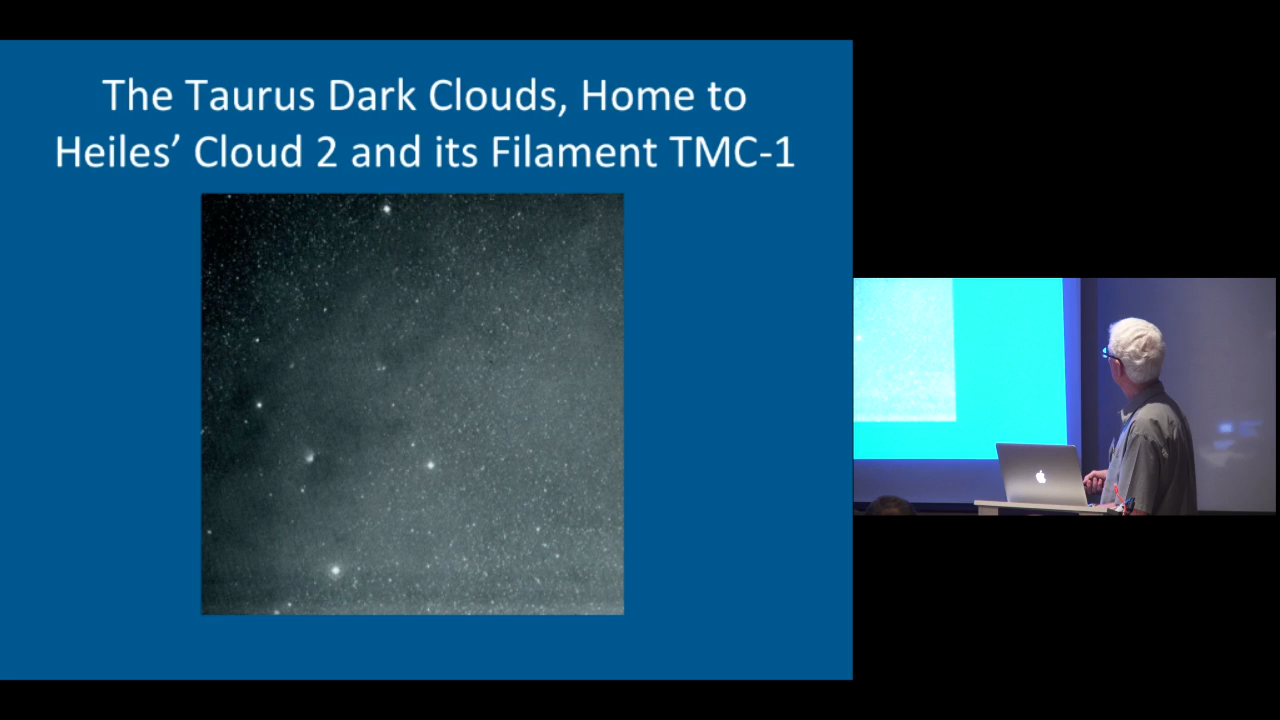 The Taurus Dark Clouds, Home to
Heiles’ Cloud 2 and its Filament TMC-1